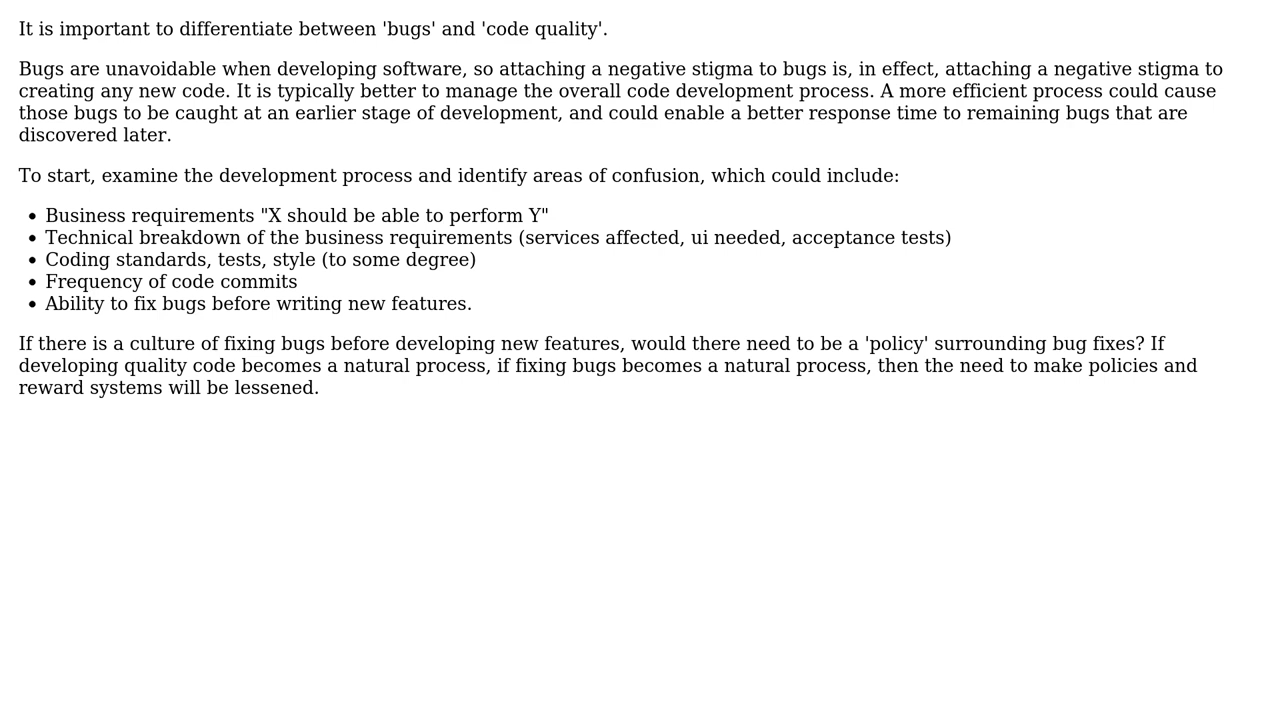 It is important to differentiate between 'bugs' and 'code quality'.
Bugs are unavoidable when developing software, so attaching a negative stigma to bugs is, in effect, attaching a negative stigma to
creating any new code. It is typically better to manage the overall code development process. A more efficient process could cause
those bugs to be caught at an earlier stage of development, and could enable a better response time to remaining bugs that are
discovered later.
To start, examine the development process and identify areas of confusion, which could include:
• Business requirements "X should be able to perform Y"
• Technical breakdown of the business requirements (services affected, ui needed, acceptance tests)
• Coding standards, tests, style (to some degree)
• Frequency of code commits
• Ability to fix bugs before writing new features.
If there is a culture of fixing bugs before developing new features, would there need to be a 'policy' surrounding bug fixes? If
developing quality code becomes a natural process, if fixing bugs becomes a natural process, then the need to make policies and
reward systems will be lessened.